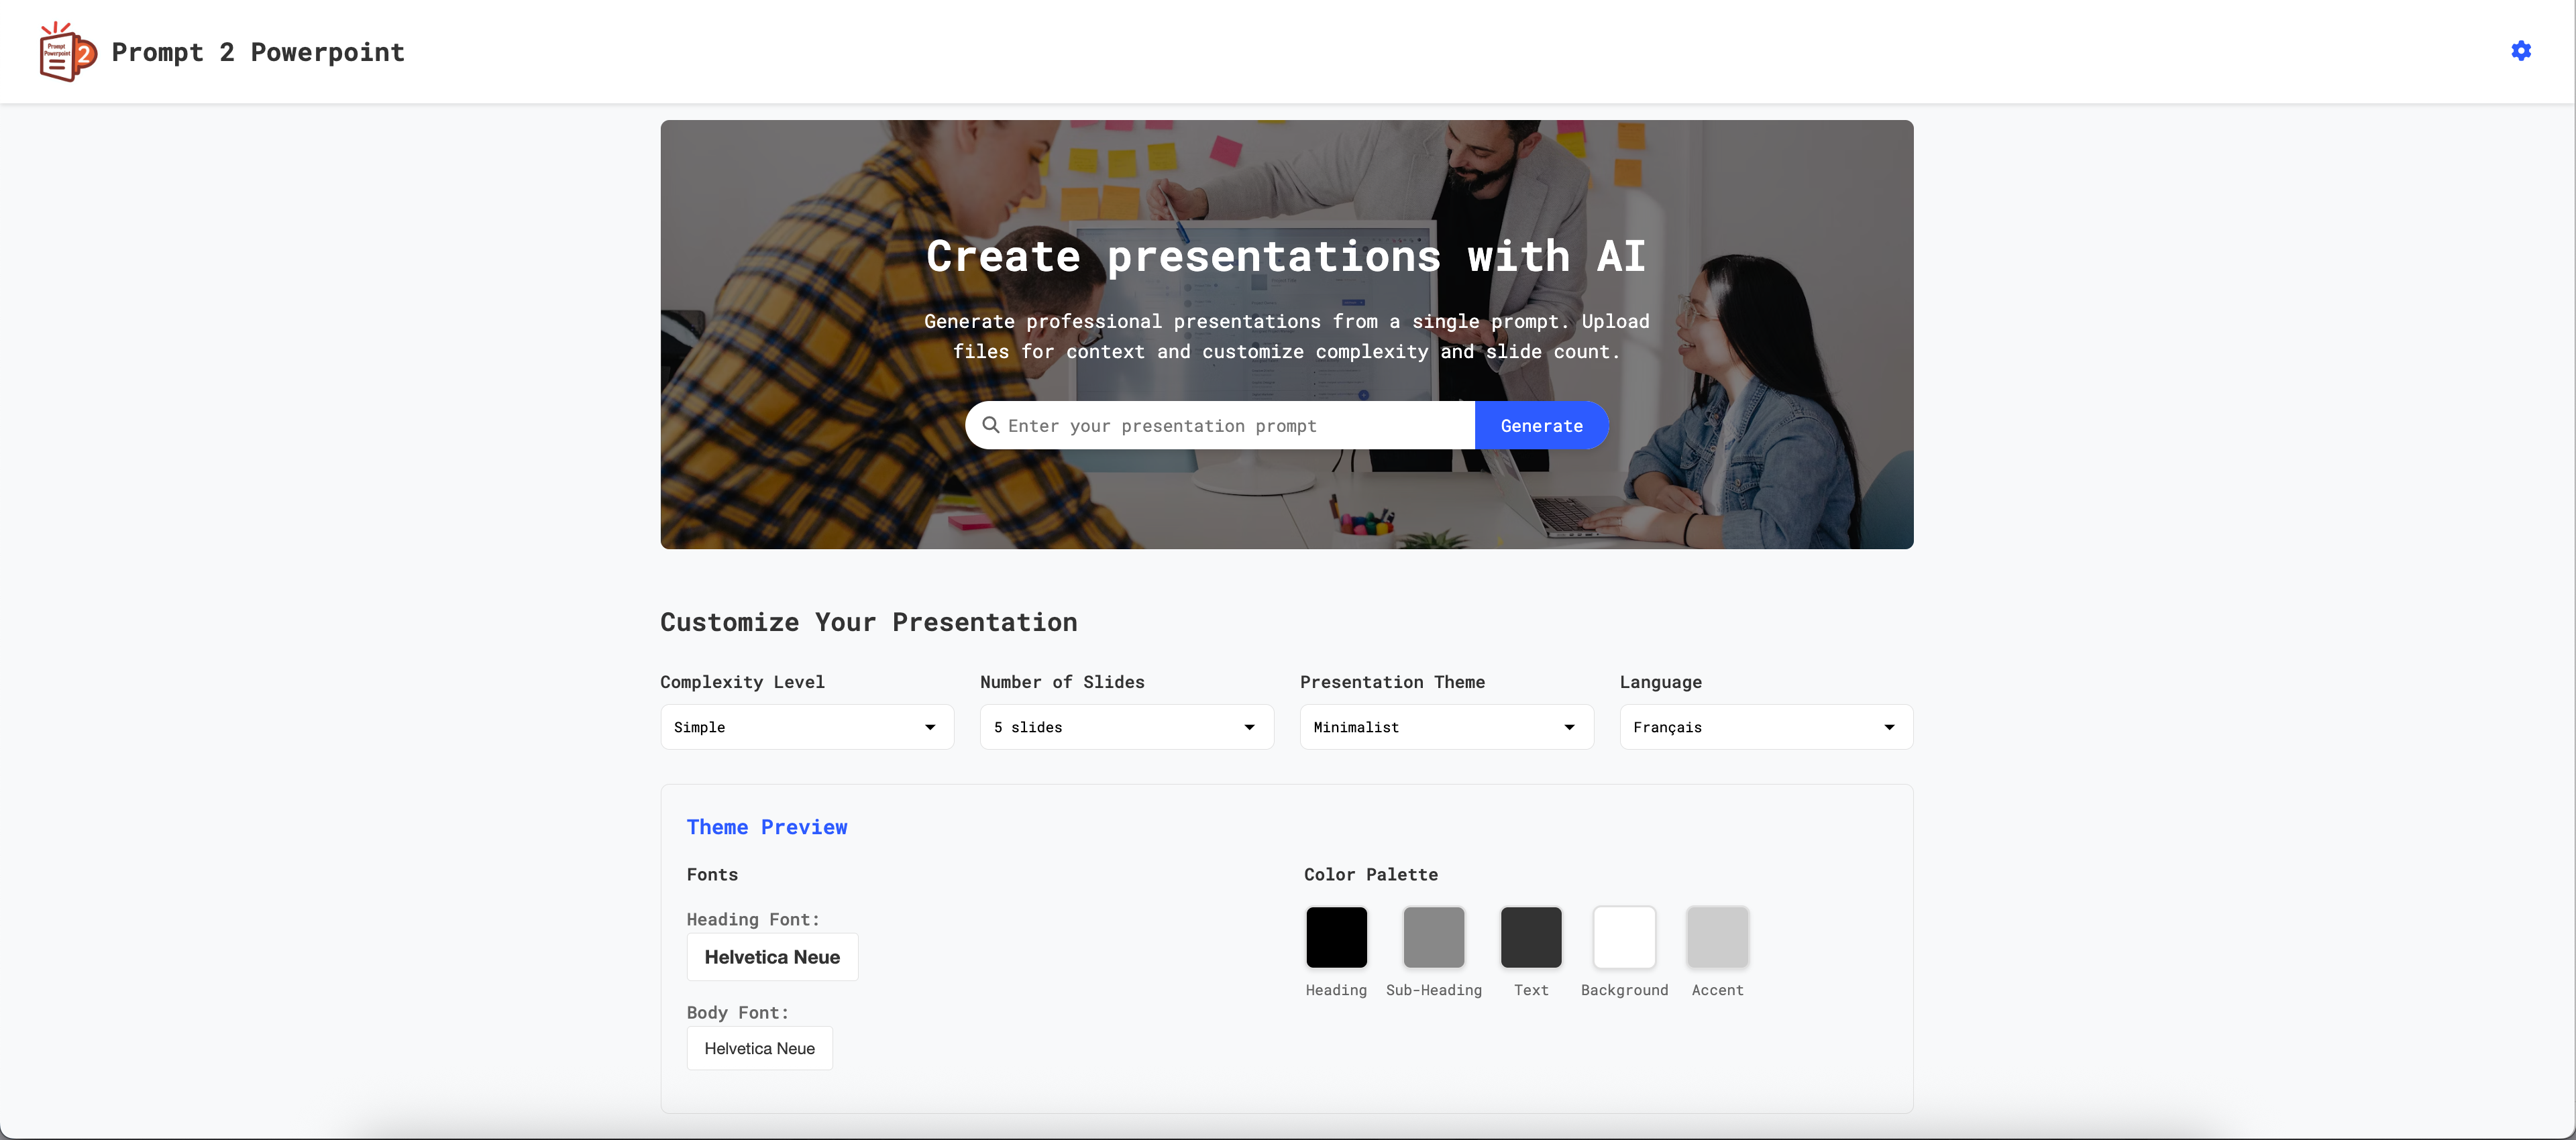 Prompt
Powerpoint
2
Prompt 2 Powerpoint
Create presentations with AI
Generate professional presentations from a single prompt. Upload
files for context and customize complexity and slide count.
Enter your presentation prompt
Generate
Customize Your Presentation
Complexity Level
Number of Slides
Presentation Theme
Language
Simple
5 slides
Minimalist
Français
Theme Preview
Fonts
Color Palette
Heading Font:
Helvetica Neue
Heading
Sub-Heading
Text
Background
Accent
Body Font:
Helvetica Neue